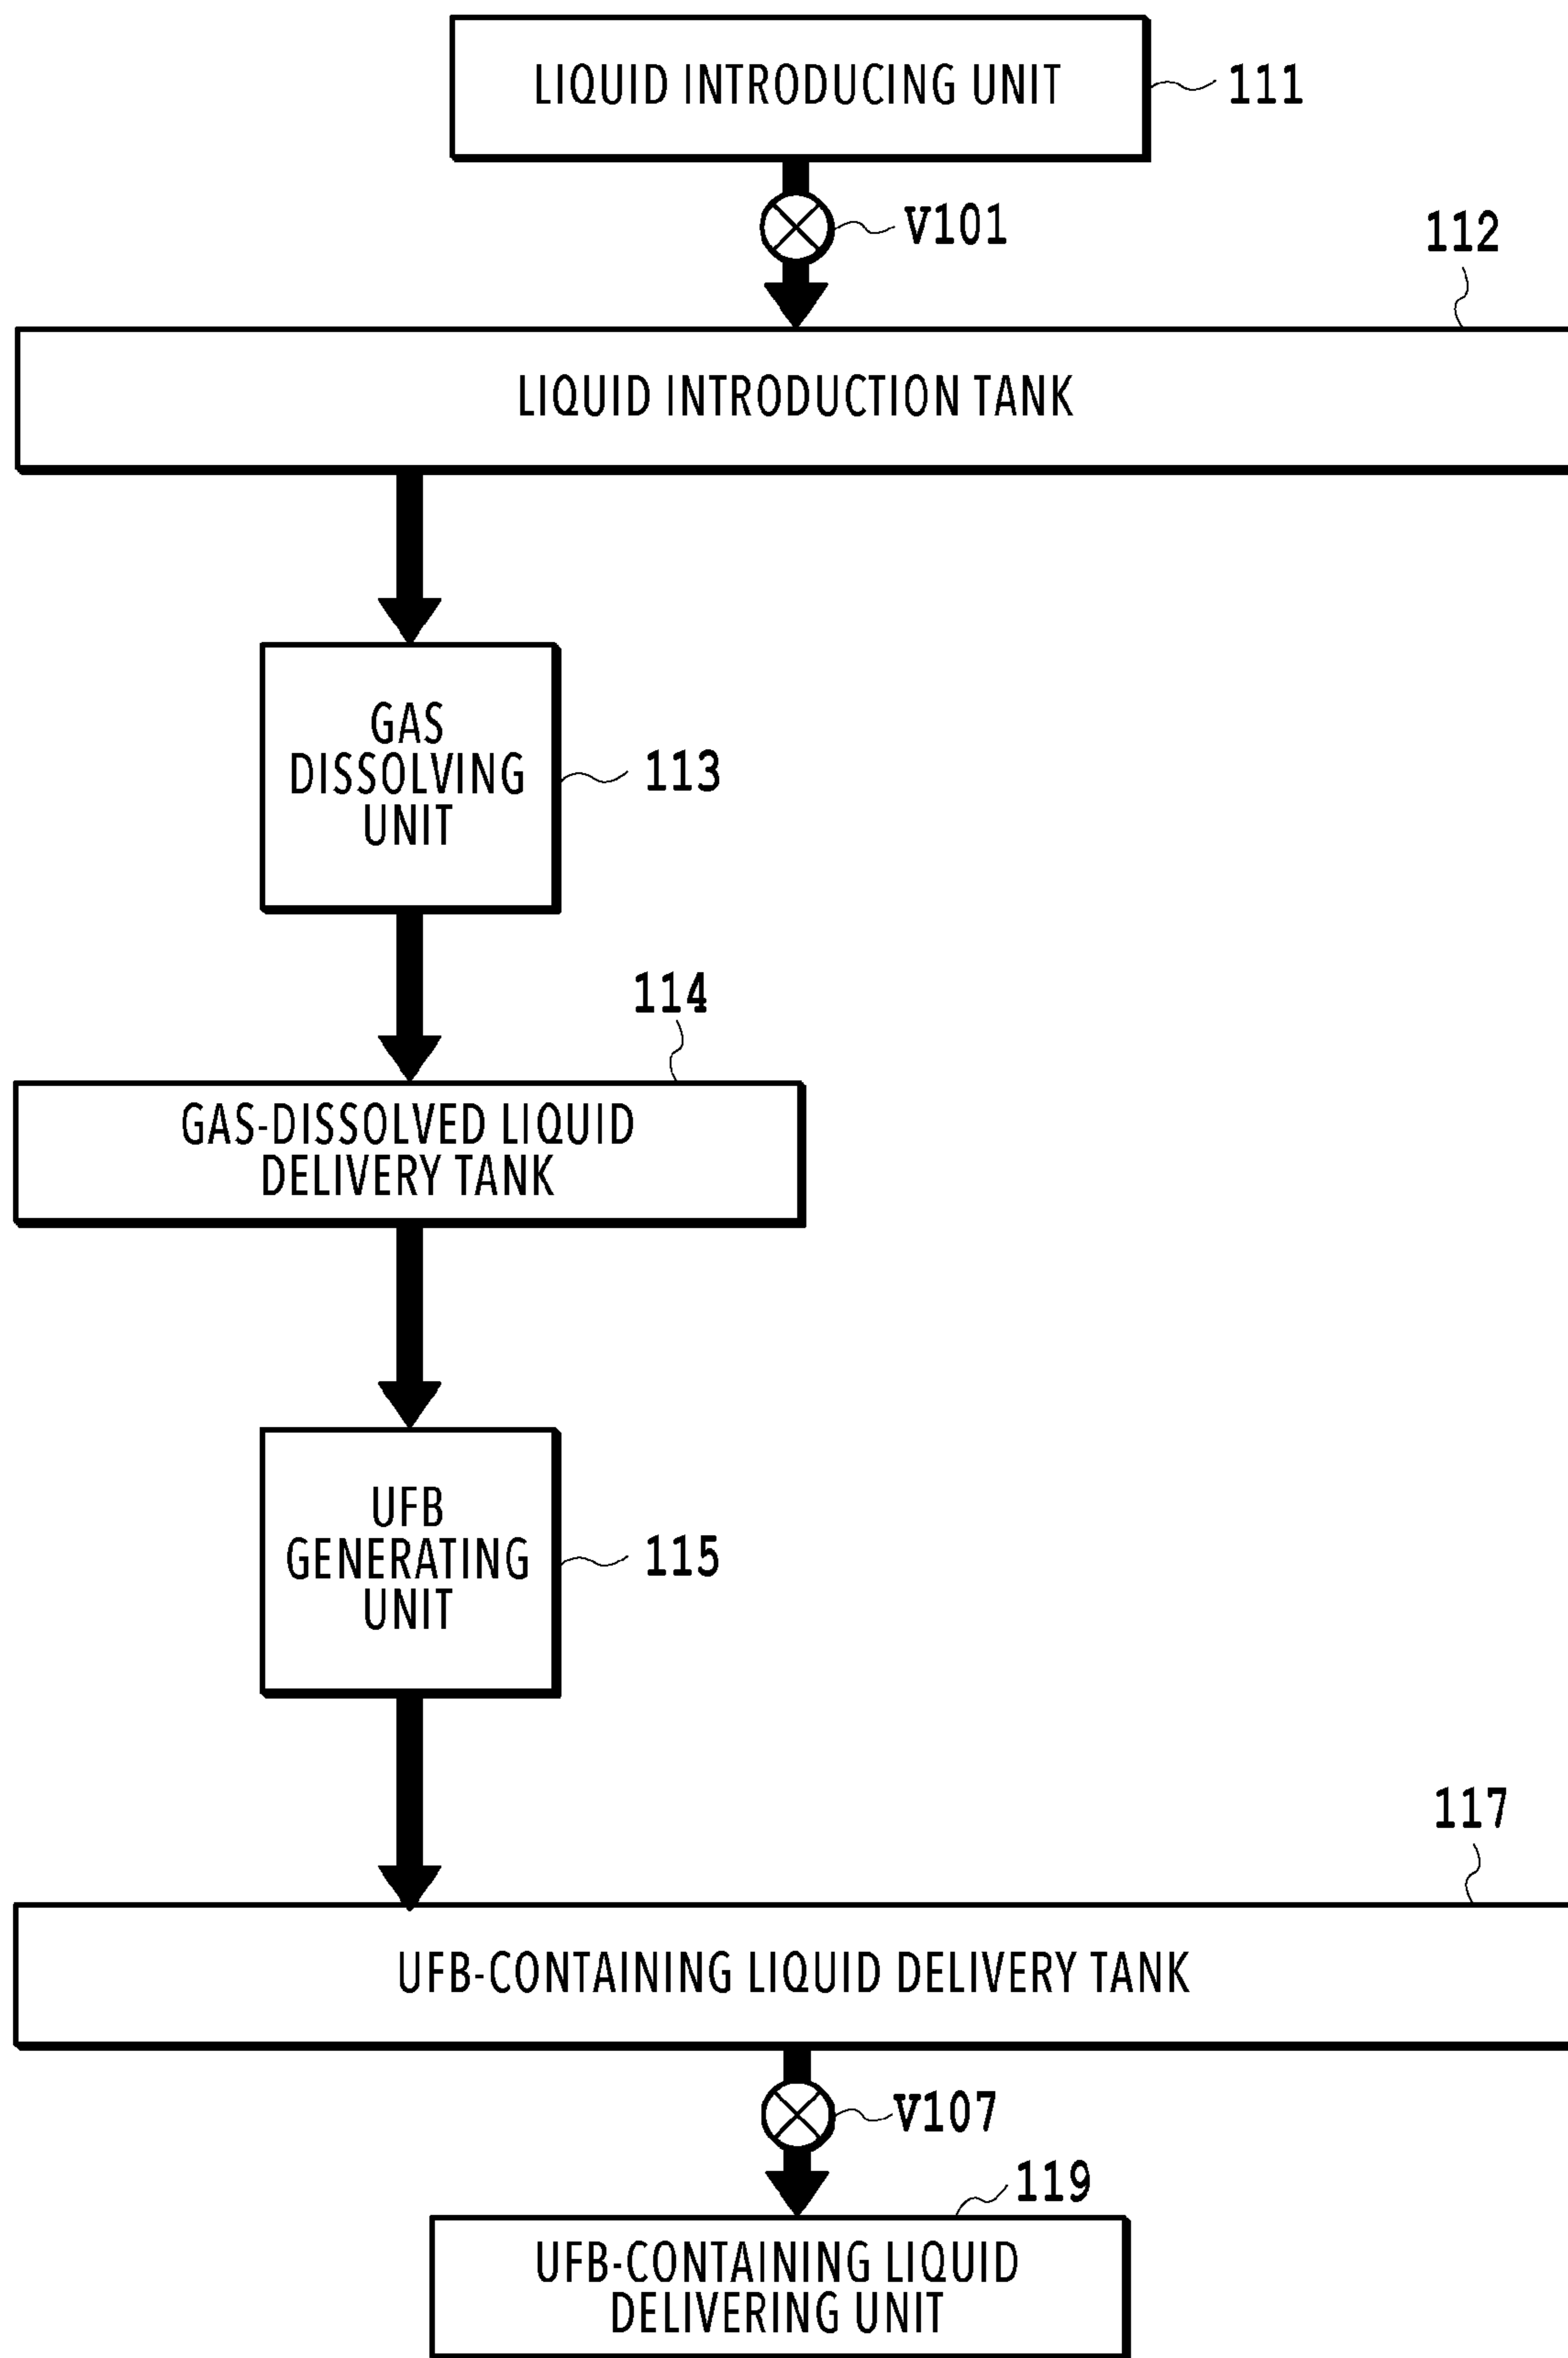 LIQUID INTRODUCING UNIT
111
V101
112
LIQUID INTRODUCTION TANK
GAS
DISSOLVING
UNIT
113
114
GAS-DISSOLVED LIQUID
DELIVERY TANK
UFB
GENERATING
UNIT
115
117
UFB-CONTAINING LIQUID DELIVERY TANK
V107
119
UFB-CONTAINING LIQUID
DELIVERING UNIT